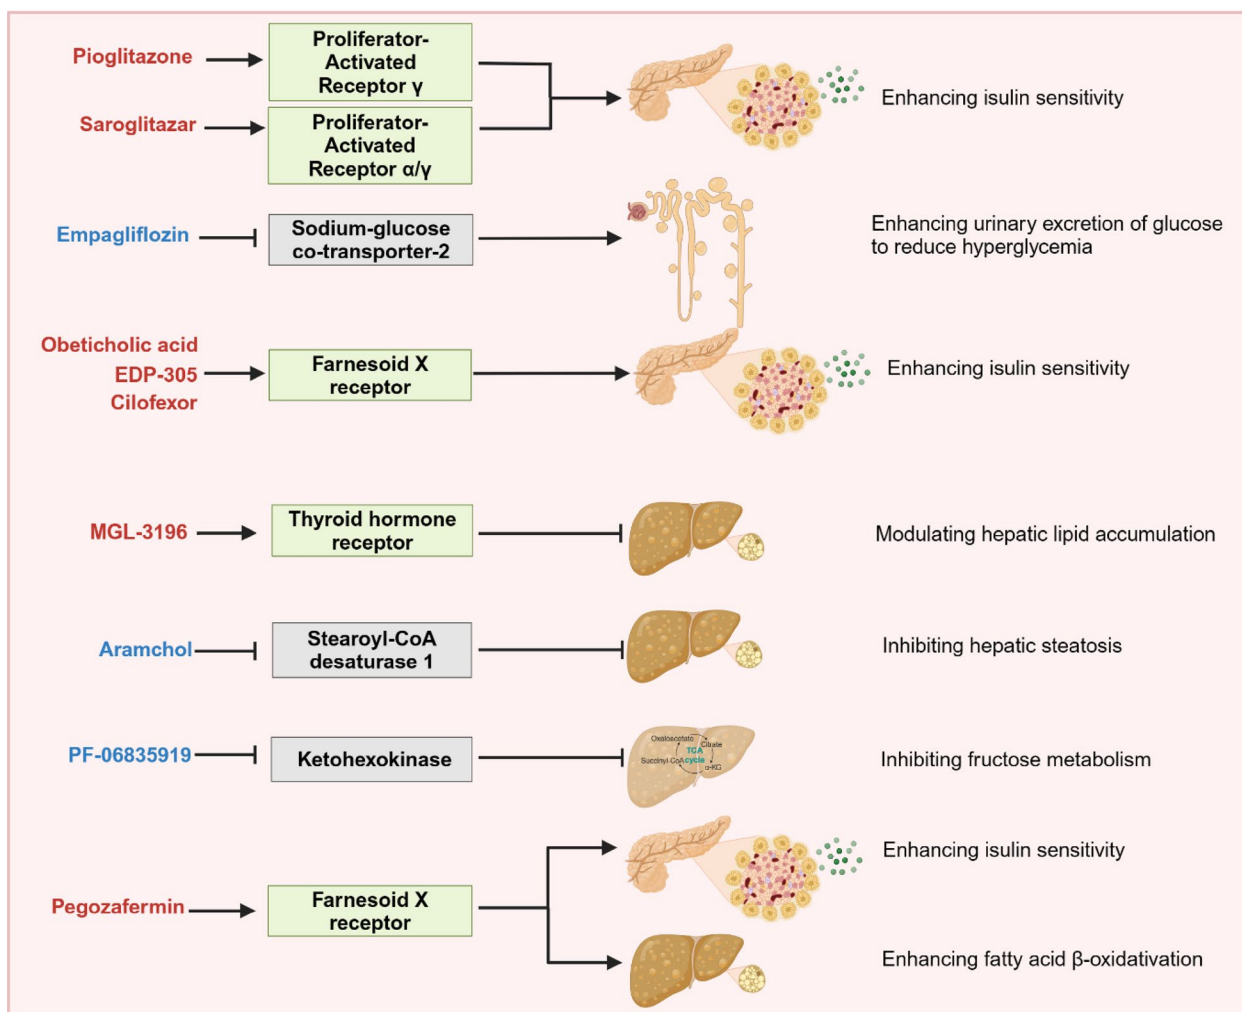 Pioglitazone
Proliferator-
Activated
Receptor γ
Saroglitazar
Proliferator-
Activated
Receptor α/γ
Enhancing isulin sensitivity
Empagliflozin
Sodium-glucose
co-transporter-2
Enhancing urinary excretion of glucose
to reduce hyperglycemia
Obeticholic acid
EDP-305
Cilofexor
Farnesoid X
receptor
Enhancing isulin sensitivity
MGL-3196
Thyroid hormone
receptor
Modulating hepatic lipid accumulation
Aramchol
Stearoyl-CoA
desaturase 1
Inhibiting hepatic steatosis
PF-06835919
Ketohexokinase
Oxaloacetate
Citrate
TCA
cycle
Succinyl-CoA
α-KG
Inhibiting fructose metabolism
Pegozafermin
Farnesoid X
receptor
Enhancing isulin sensitivity
Enhancing fatty acid β-oxidativation